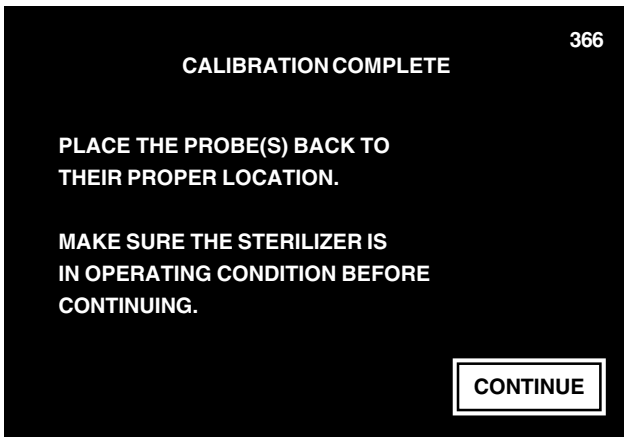 366
CALIBRATION COMPLETE
PLACE THE PROBE(S) BACK TO
THEIR PROPER LOCATION.
MAKE SURE THE STERILIZER IS
IN OPERATING CONDITION BEFORE
CONTINUING.
CONTINUE